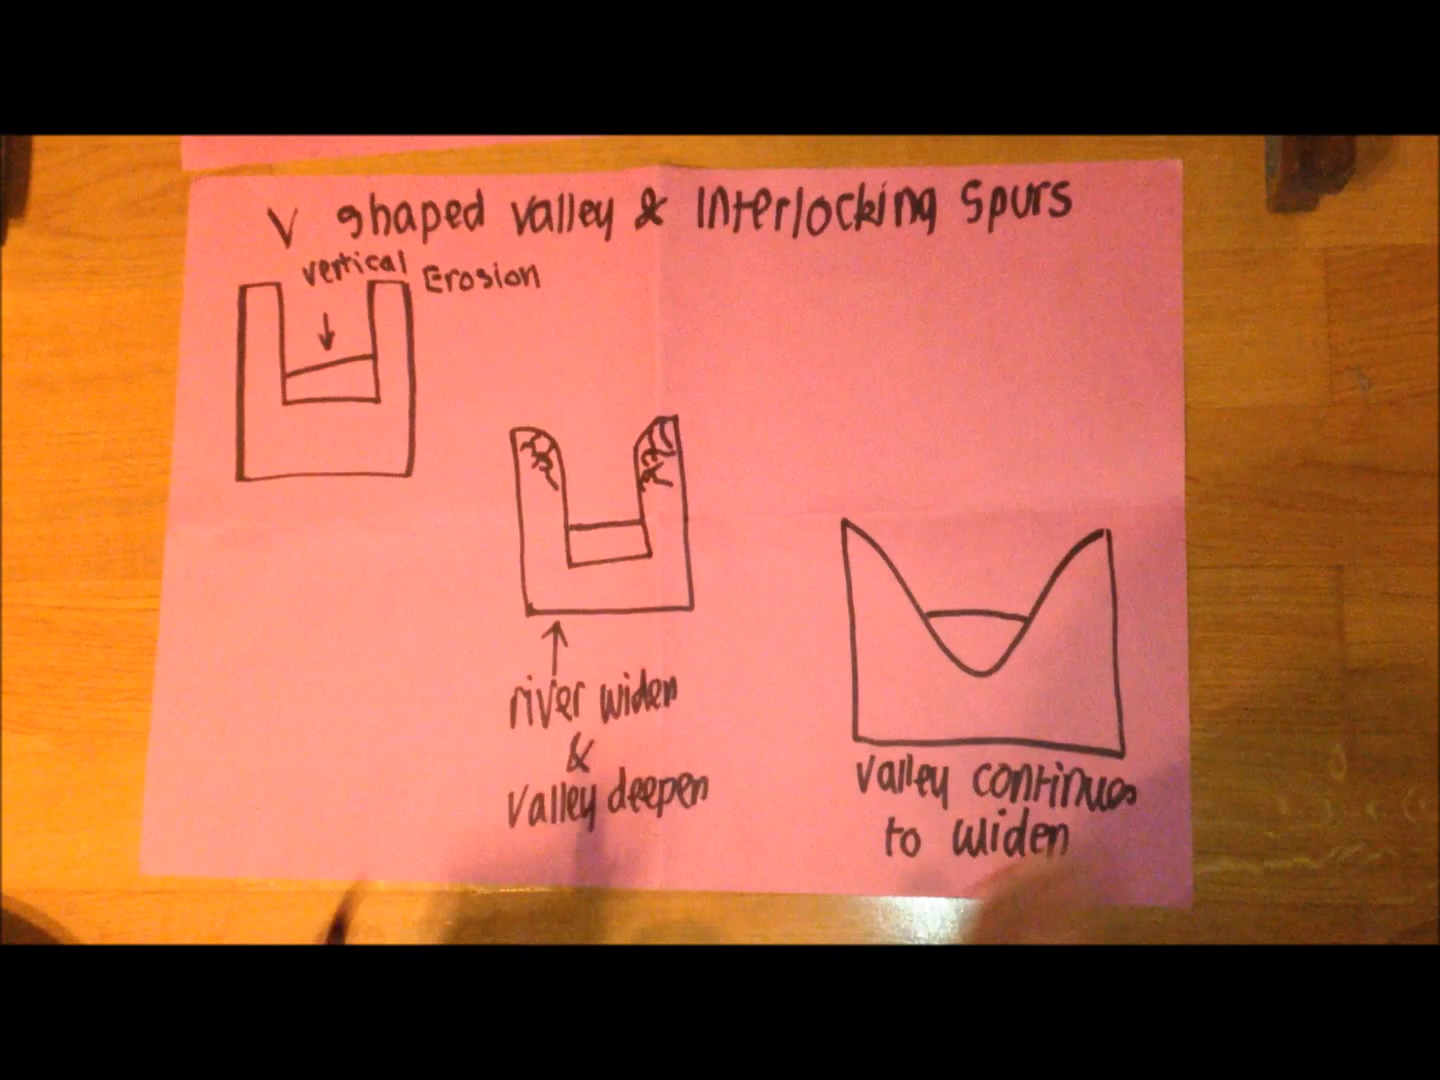 V shaped valley & Interlocking Spurs
vertical Erosion
river widen
&
valley deepen
valley continues
to widen